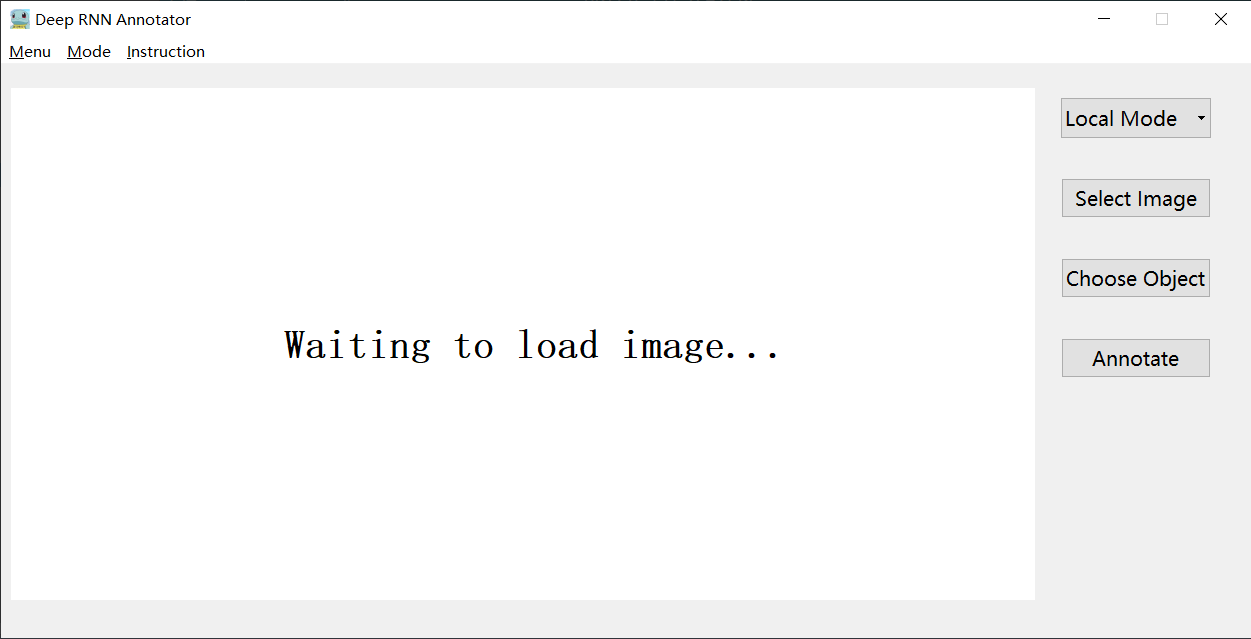 Deep RNN Annotator
Menu Mode Instruction
Local Mode
Select Image
Choose Object
Annotate
Waiting to load image...